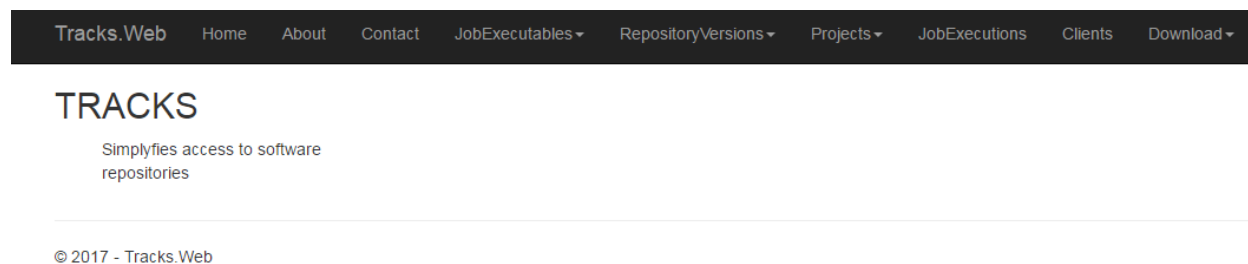 Tracks.Web Home About Contact JobExecutables RepositoryVersions Projects JobExecutions Clients Download
TRACKS
Simplyfies access to software
repositories
© 2017 - Tracks.Web